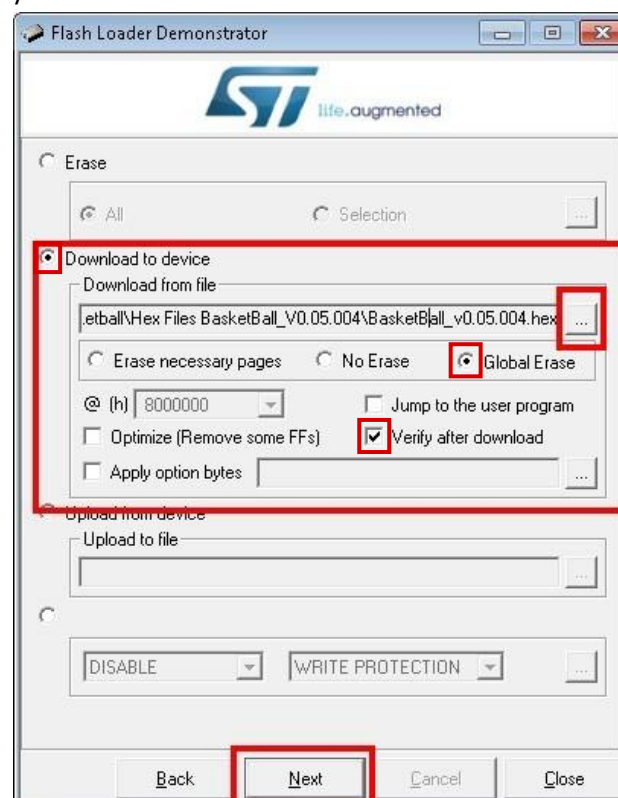 Flash Loader Demonstrator
ST life.augmented
Erase
All Selection ...
Download to device
Download from file
.etball\Hex Files BasketBall_V0.05.004\BasketBall_v0.05.004.hex ...
Erase necessary pages No Erase Global Erase
@ (h) 8000000 Jump to the user program
Optimize (Remove some FFs) Verify after download
Apply option bytes ...
Upload from device
Upload to file
...
DISABLE WRITE PROTECTION ...
Back Next Cancel Close